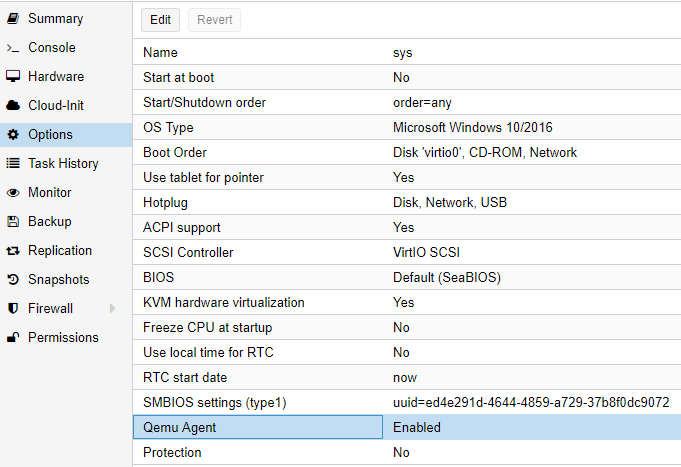 Summary
Console
Hardware
Cloud-Init
Options
Task History
Monitor
Backup
Replication
Snapshots
Firewall
Permissions
Edit Revert
Name sys
Start at boot No
Start/Shutdown order order=any
OS Type Microsoft Windows 10/2016
Boot Order Disk 'virtio0', CD-ROM, Network
Use tablet for pointer Yes
Hotplug Disk, Network, USB
ACPI support Yes
SCSI Controller VirtIO SCSI
BIOS Default (SeaBIOS)
KVM hardware virtualization Yes
Freeze CPU at startup No
Use local time for RTC No
RTC start date now
SMBIOS settings (type1) uuid=ed4e291d-4644-4859-a729-37b8f0dc9072
Qemu Agent Enabled
Protection No